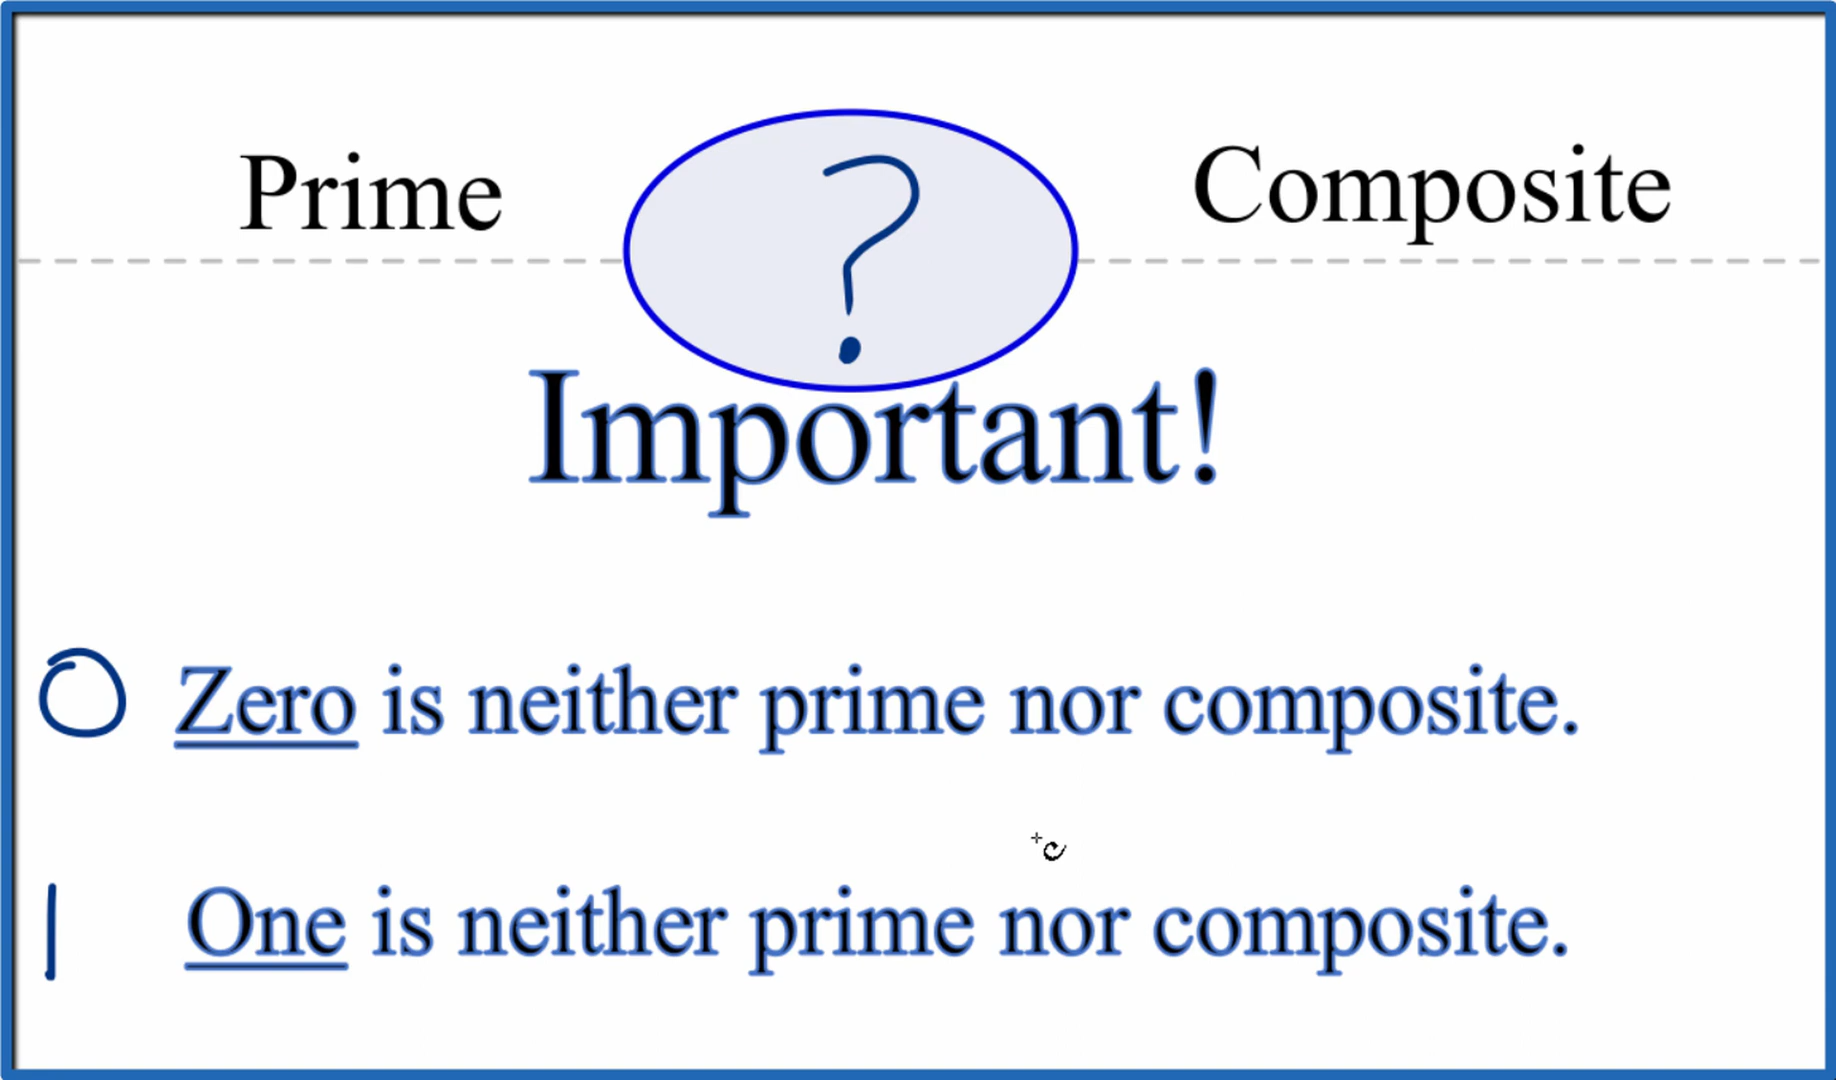 Prime ? Composite
Important!
0 Zero is neither prime nor composite.
1 One is neither prime nor composite.